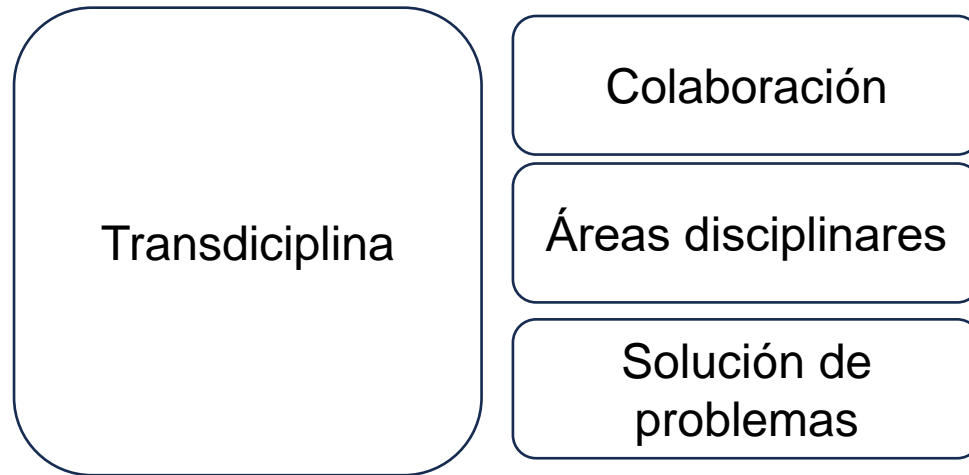 Transdiciplina
Colaboración
Áreas disciplinares
Solución de
problemas